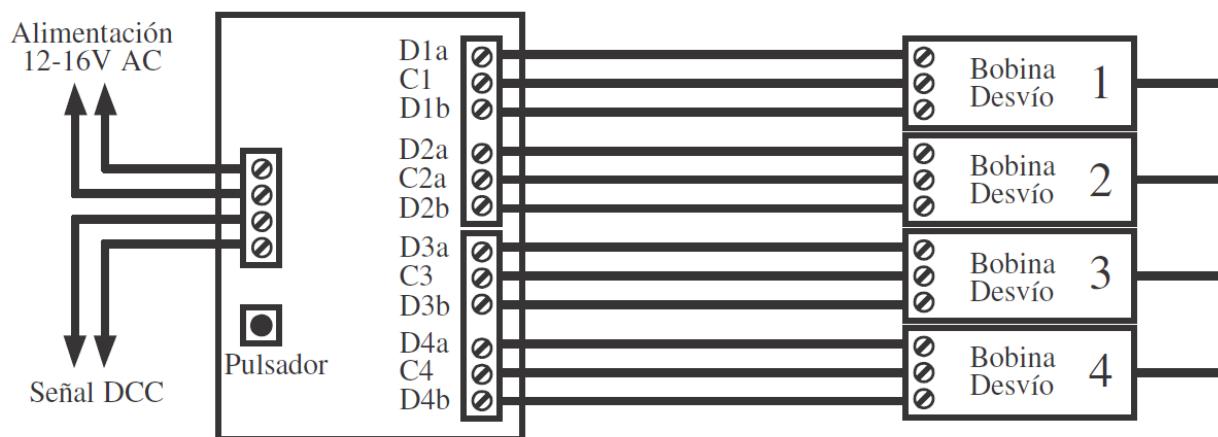 Alimentación
12-16V AC
Señal DCC
Pulsador
D1a
C1
D1b
D2a
C2a
D2b
D3a
C3
D3b
D4a
C4
D4b
Bobina
Desvío
1
Bobina
Desvío
2
Bobina
Desvío
3
Bobina
Desvío
4